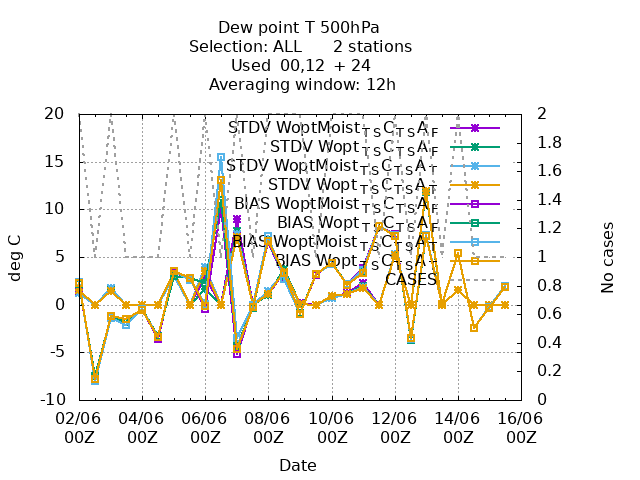 Dew point T 500hPa
Selection: ALL 2 stations
Used 00,12 + 24
Averaging window: 12h
20
15
10
5
0
-5
-10
deg C
2
1.8
1.6
1.4
1.2
1
0.8
0.6
0.4
0.2
0
No cases
STDV WoptMoist_TSC_TSA_F
STDV Wopt_TSC_TSA_F
STDV WoptMoist_TSC_TSA_T
STDV Wopt_TSC_TSA_T
BIAS WoptMoist_TSC_TSA_F
BIAS Wopt_TSC_TSA_F
BIAS WoptMoist_TSC_TSA_T
BIAS Wopt_TSC_TSA_T
CASES
02/06 04/06 06/06 08/06 10/06 12/06 14/06 16/06
00Z 00Z 00Z 00Z 00Z 00Z 00Z 00Z
Date